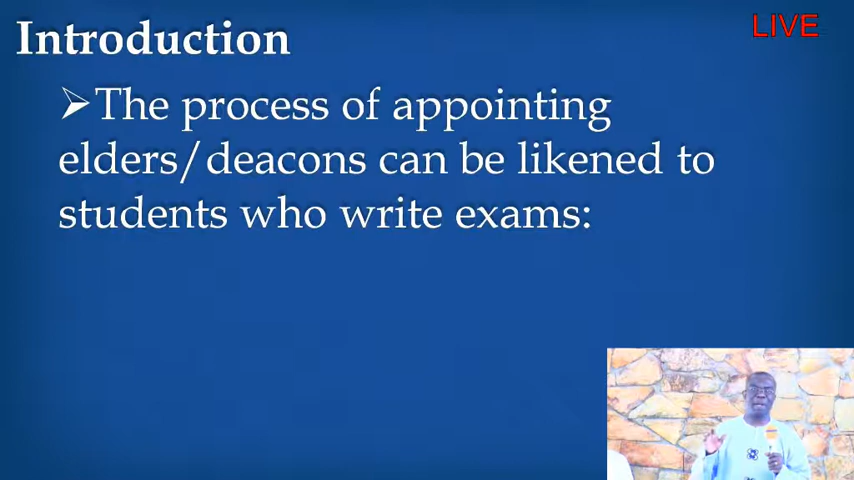 Introduction
LIVE
➢The process of appointing
elders/deacons can be likened to
students who write exams: